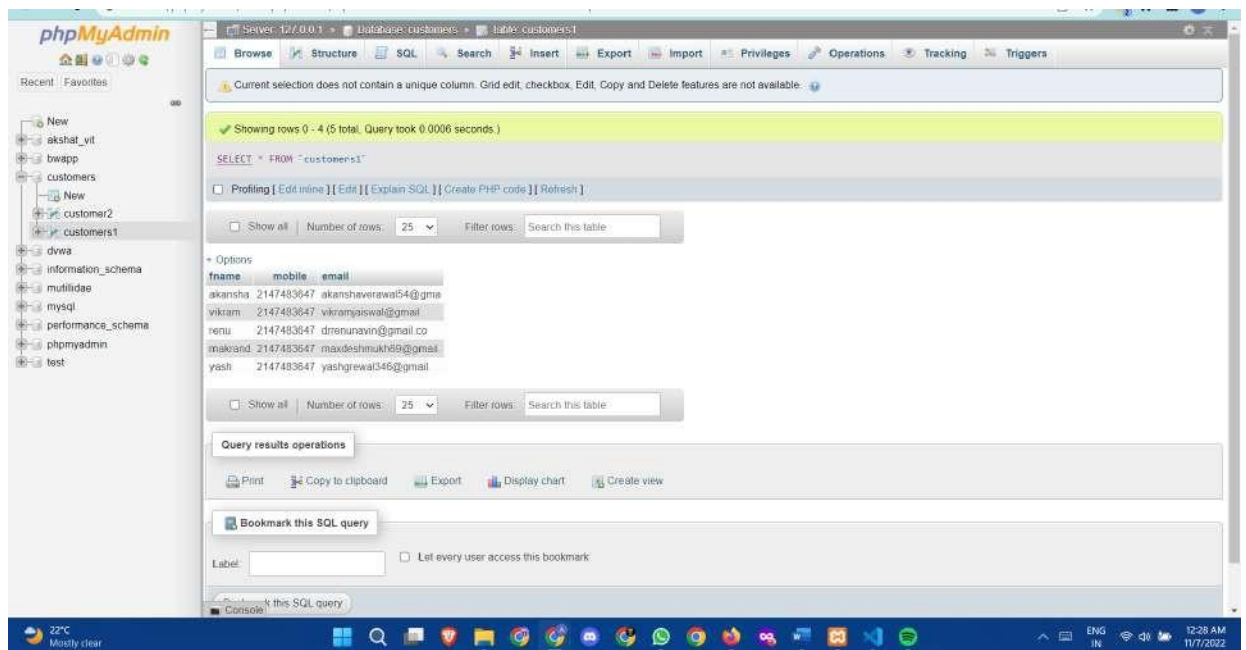 phpMyAdmin
Recent Favorites
New
akshat_vit
bwapp
customers
New
customer2
customers1
dvwa
information_schema
mutillidae
mysql
performance_schema
phpmyadmin
test
Server: 127.0.0.1 » Database: customers » Table: customers1
Browse Structure SQL Search Insert Export Import Privileges Operations Tracking Triggers
Current selection does not contain a unique column. Grid edit, checkbox, Edit, Copy and Delete features are not available.
Showing rows 0 - 4 (5 total, Query took 0.0006 seconds.)
SELECT * FROM `customers1`
Profiling [ Edit inline ] [ Edit ] [ Explain SQL ] [ Create PHP code ] [ Refresh ]
Show all | Number of rows: 25 Filter rows: Search this table
+ Options
fname mobile email
akansha 2147483647 akanshaverawal54@gma
vikram 2147483647 vikramjaiswal@gmail
renu 2147483647 drrenunavin@gmail.co
makrand 2147483647 maxdeshmukh69@gmail
yash 2147483647 yashgrewal346@gmail
Show all | Number of rows: 25 Filter rows: Search this table
Query results operations
Print Copy to clipboard Export Display chart Create view
Bookmark this SQL query
Label: Let every user access this bookmark
this SQL query
Console
22°C
Mostly clear
ENG
IN
12:28 AM
11/7/2022